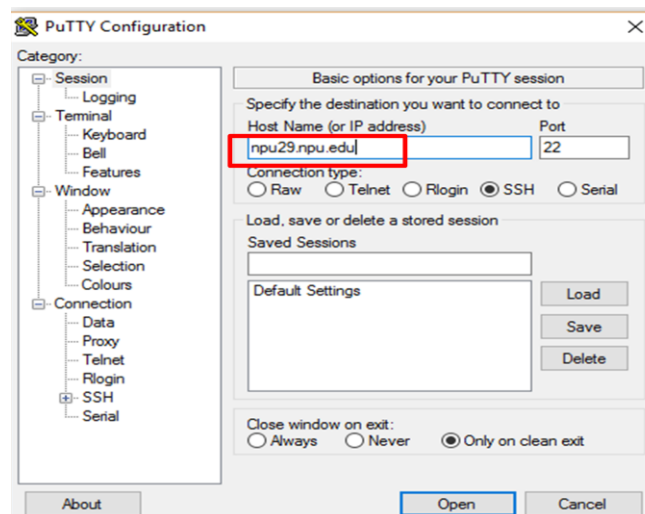 PuTTY Configuration
Category:
Session
Logging
Terminal
Keyboard
Bell
Features
Window
Appearance
Behaviour
Translation
Selection
Colours
Connection
Data
Proxy
Telnet
Rlogin
SSH
Serial
Basic options for your PuTTY session
Specify the destination you want to connect to
Host Name (or IP address) Port
npu29.npu.edu 22
Connection type:
Raw Telnet Rlogin SSH Serial
Load, save or delete a stored session
Saved Sessions
Default Settings
Load
Save
Delete
Close window on exit:
Always Never Only on clean exit
About Open Cancel